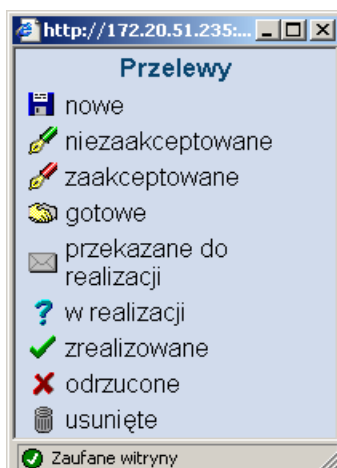 http://172.20.51.235:...
Przelewy
nowe
niezaakceptowane
zaakceptowane
gotowe
przekazane do
realizacji
w realizacji
zrealizowane
odrzucone
usunięte
Zaufane witryny